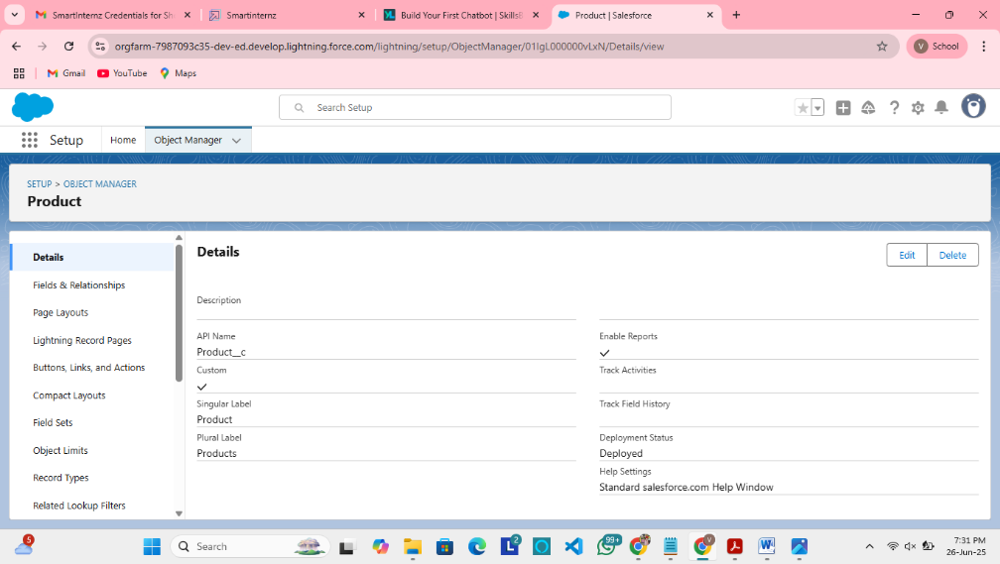 SmartInternz Credentials for Sh
Smartinternz
Build Your First Chatbot | SkillsB
Product | Salesforce
orgfarm-7987093c35-dev-ed.develop.lightning.force.com/lightning/setup/ObjectManager/01IgL000000vLxN/Details/view
V School
Gmail YouTube Maps
Search Setup
Setup Home Object Manager
SETUP > OBJECT MANAGER
Product
Details
Fields & Relationships
Page Layouts
Lightning Record Pages
Buttons, Links, and Actions
Compact Layouts
Field Sets
Object Limits
Record Types
Related Lookup Filters
Details
Edit Delete
Description
API Name
Product__c
Custom
Singular Label
Product
Plural Label
Products
Enable Reports
Track Activities
Track Field History
Deployment Status
Deployed
Help Settings
Standard salesforce.com Help Window
5
Search
2
99+
V
7:31 PM
26-Jun-25